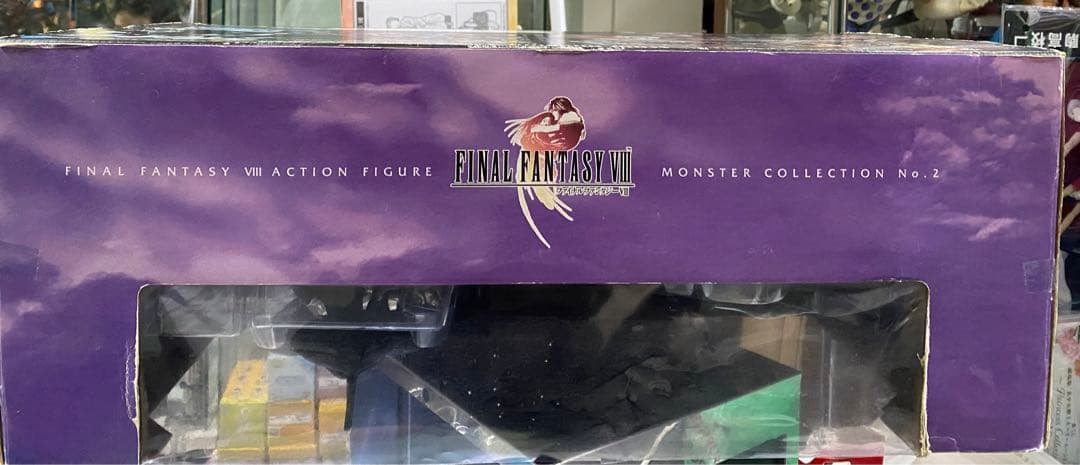 FINAL FANTASY VIII ACTION FIGURE
FINAL FANTASY VIII
ファイナルファンタジーVIII
MONSTER COLLECTION No.2